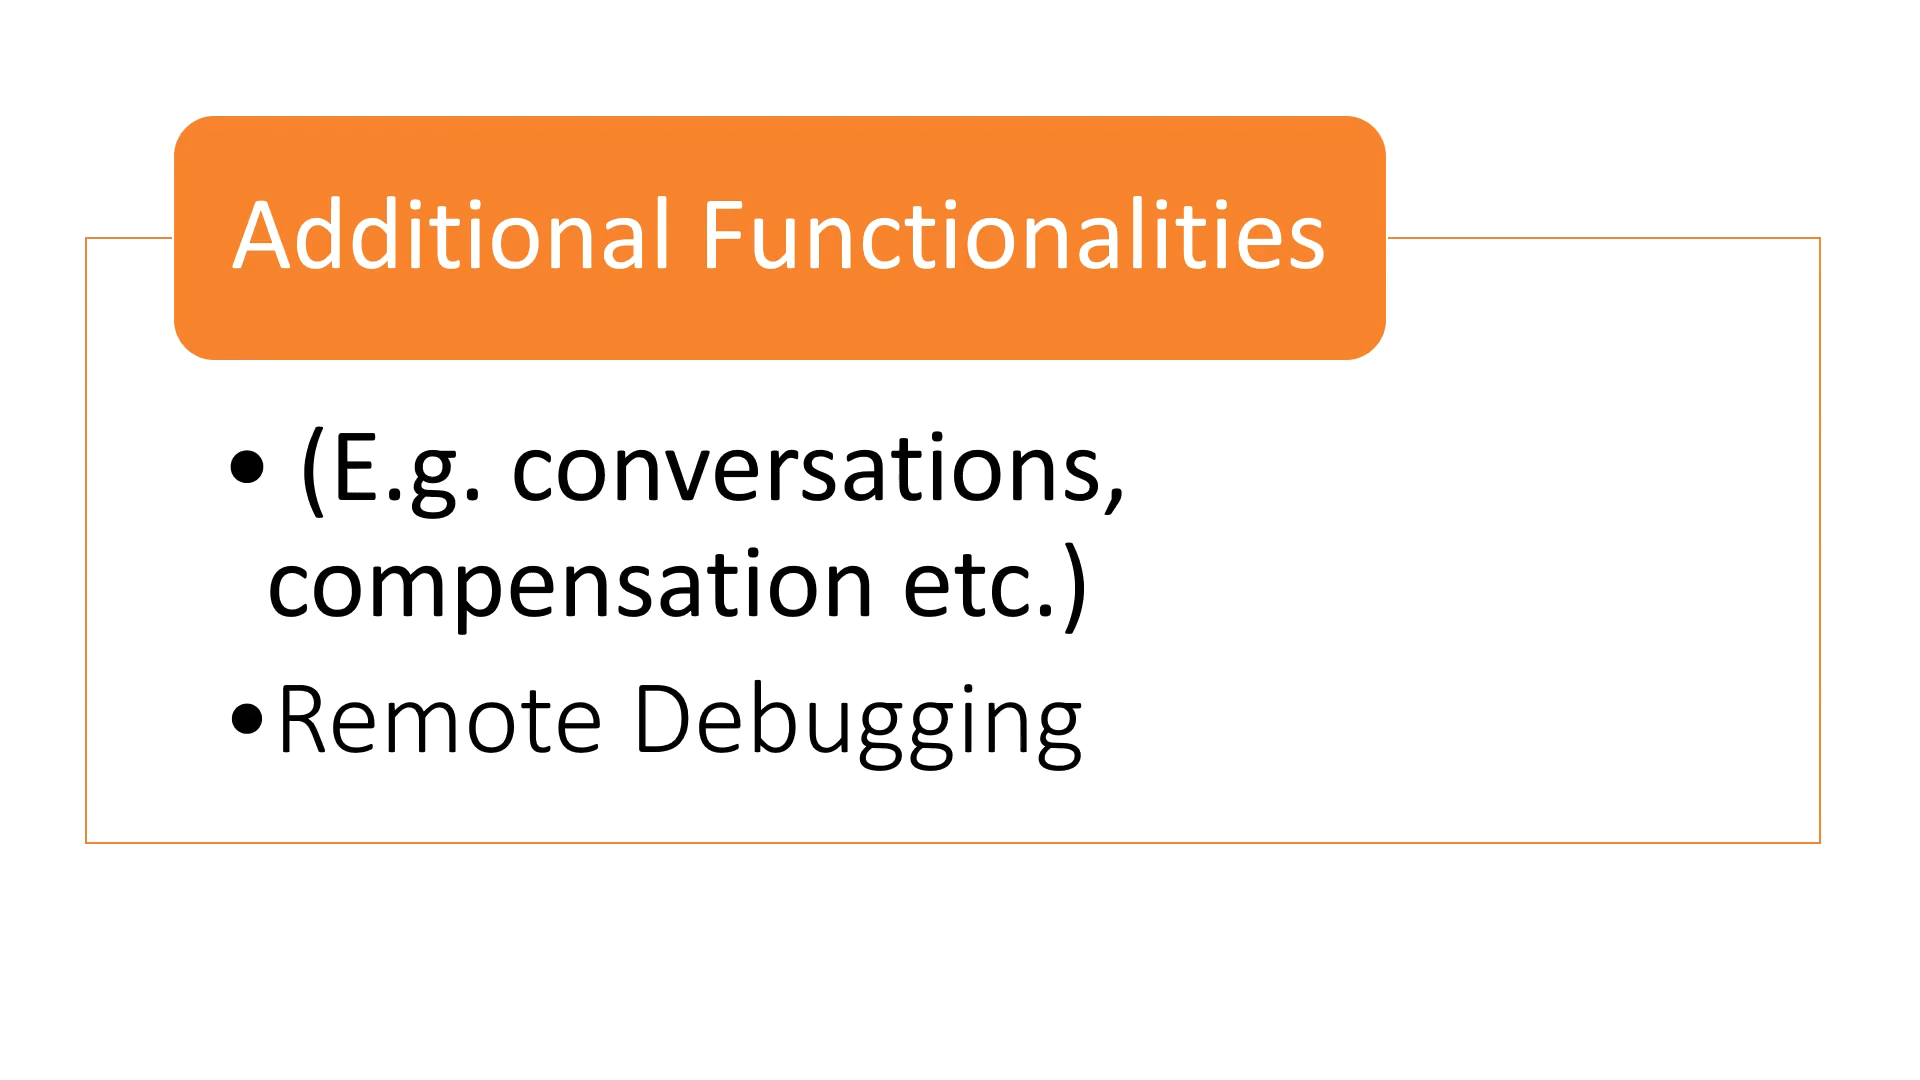 Additional Functionalities
• (E.g. conversations,
compensation etc.)
•Remote Debugging